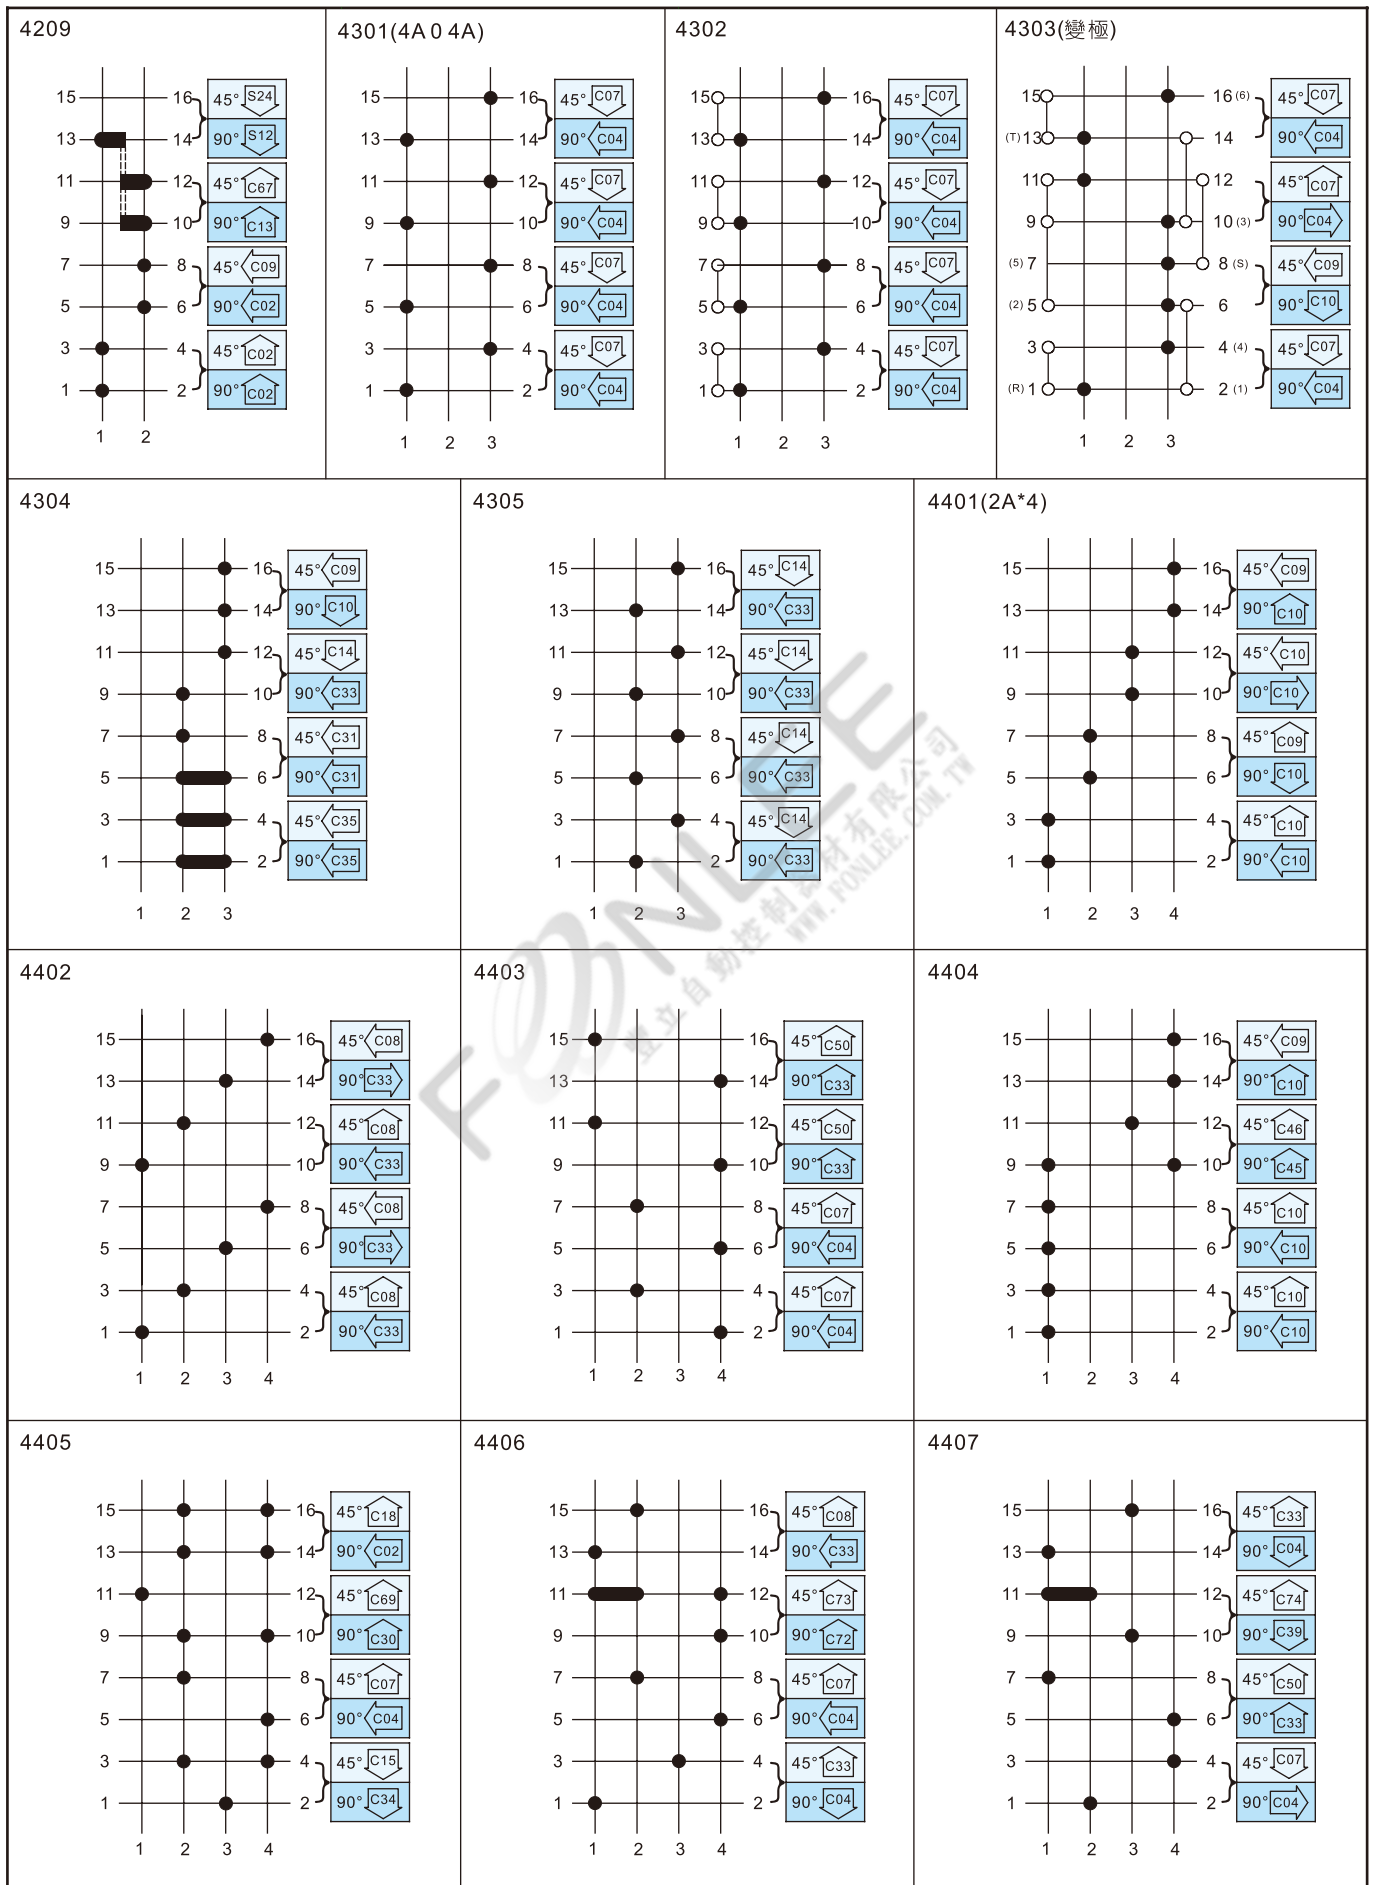 4209
15 16 45° S24
13 14 90° S12
11 12 45° C67
9 10 90° C13
7 8 45° C09
5 6 90° C02
3 4 45° C02
1 2 90° C02
1 2
4301(4A 0 4A)
15 16 45° C07
13 14 90° C04
11 12 45° C07
9 10 90° C04
7 8 45° C07
5 6 90° C04
3 4 45° C07
1 2 90° C04
1 2 3
4302
15 16 45° C07
13 14 90° C04
11 12 45° C07
9 10 90° C04
7 8 45° C07
5 6 90° C04
3 4 45° C07
1 2 90° C04
1 2 3
4303(變極)
15 16 (6) 45° C07
(T) 13 14 90° C04
11 12 45° C07
9 10 (3) 90° C04
(5) 7 8 (S) 45° C09
(2) 5 6 90° C10
3 4 (4) 45° C07
(R) 1 2 (1) 90° C04
1 2 3
4304
15 16 45° C09
13 14 90° C10
11 12 45° C14
9 10 90° C33
7 8 45° C31
5 6 90° C31
3 4 45° C35
1 2 90° C35
1 2 3
4305
15 16 45° C14
13 14 90° C33
11 12 45° C14
9 10 90° C33
7 8 45° C14
5 6 90° C33
3 4 45° C14
1 2 90° C33
1 2 3
4401(2A*4)
15 16 45° C09
13 14 90° C10
11 12 45° C10
9 10 90° C10
7 8 45° C09
5 6 90° C10
3 4 45° C10
1 2 90° C10
1 2 3 4
4402
15 16 45° C08
13 14 90° C33
11 12 45° C08
9 10 90° C33
7 8 45° C08
5 6 90° C33
3 4 45° C08
1 2 90° C33
1 2 3 4
4403
15 16 45° C50
13 14 90° C33
11 12 45° C50
9 10 90° C33
7 8 45° C07
5 6 90° C04
3 4 45° C07
1 2 90° C04
1 2 3 4
4404
15 16 45° C09
13 14 90° C10
11 12 45° C46
9 10 90° C45
7 8 45° C10
5 6 90° C10
3 4 45° C10
1 2 90° C10
1 2 3 4
4405
15 16 45° C18
13 14 90° C02
11 12 45° C69
9 10 90° C30
7 8 45° C07
5 6 90° C04
3 4 45° C15
1 2 90° C34
1 2 3 4
4406
15 16 45° C08
13 14 90° C33
11 12 45° C73
9 10 90° C72
7 8 45° C07
5 6 90° C04
3 4 45° C33
1 2 90° C04
1 2 3 4
4407
15 16 45° C33
13 14 90° C04
11 12 45° C74
9 10 90° C39
7 8 45° C50
5 6 90° C33
3 4 45° C07
1 2 90° C04
1 2 3 4
FONLEE
豐立自動控制器材有限公司
WWW.FONLEE.COM.TW